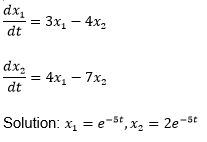 dx₁/dt = 3x₁ − 4x₂
dx₂/dt = 4x₁ − 7x₂
Solution: x₁ = e⁻⁵ᵗ, x₂ = 2e⁻⁵ᵗ